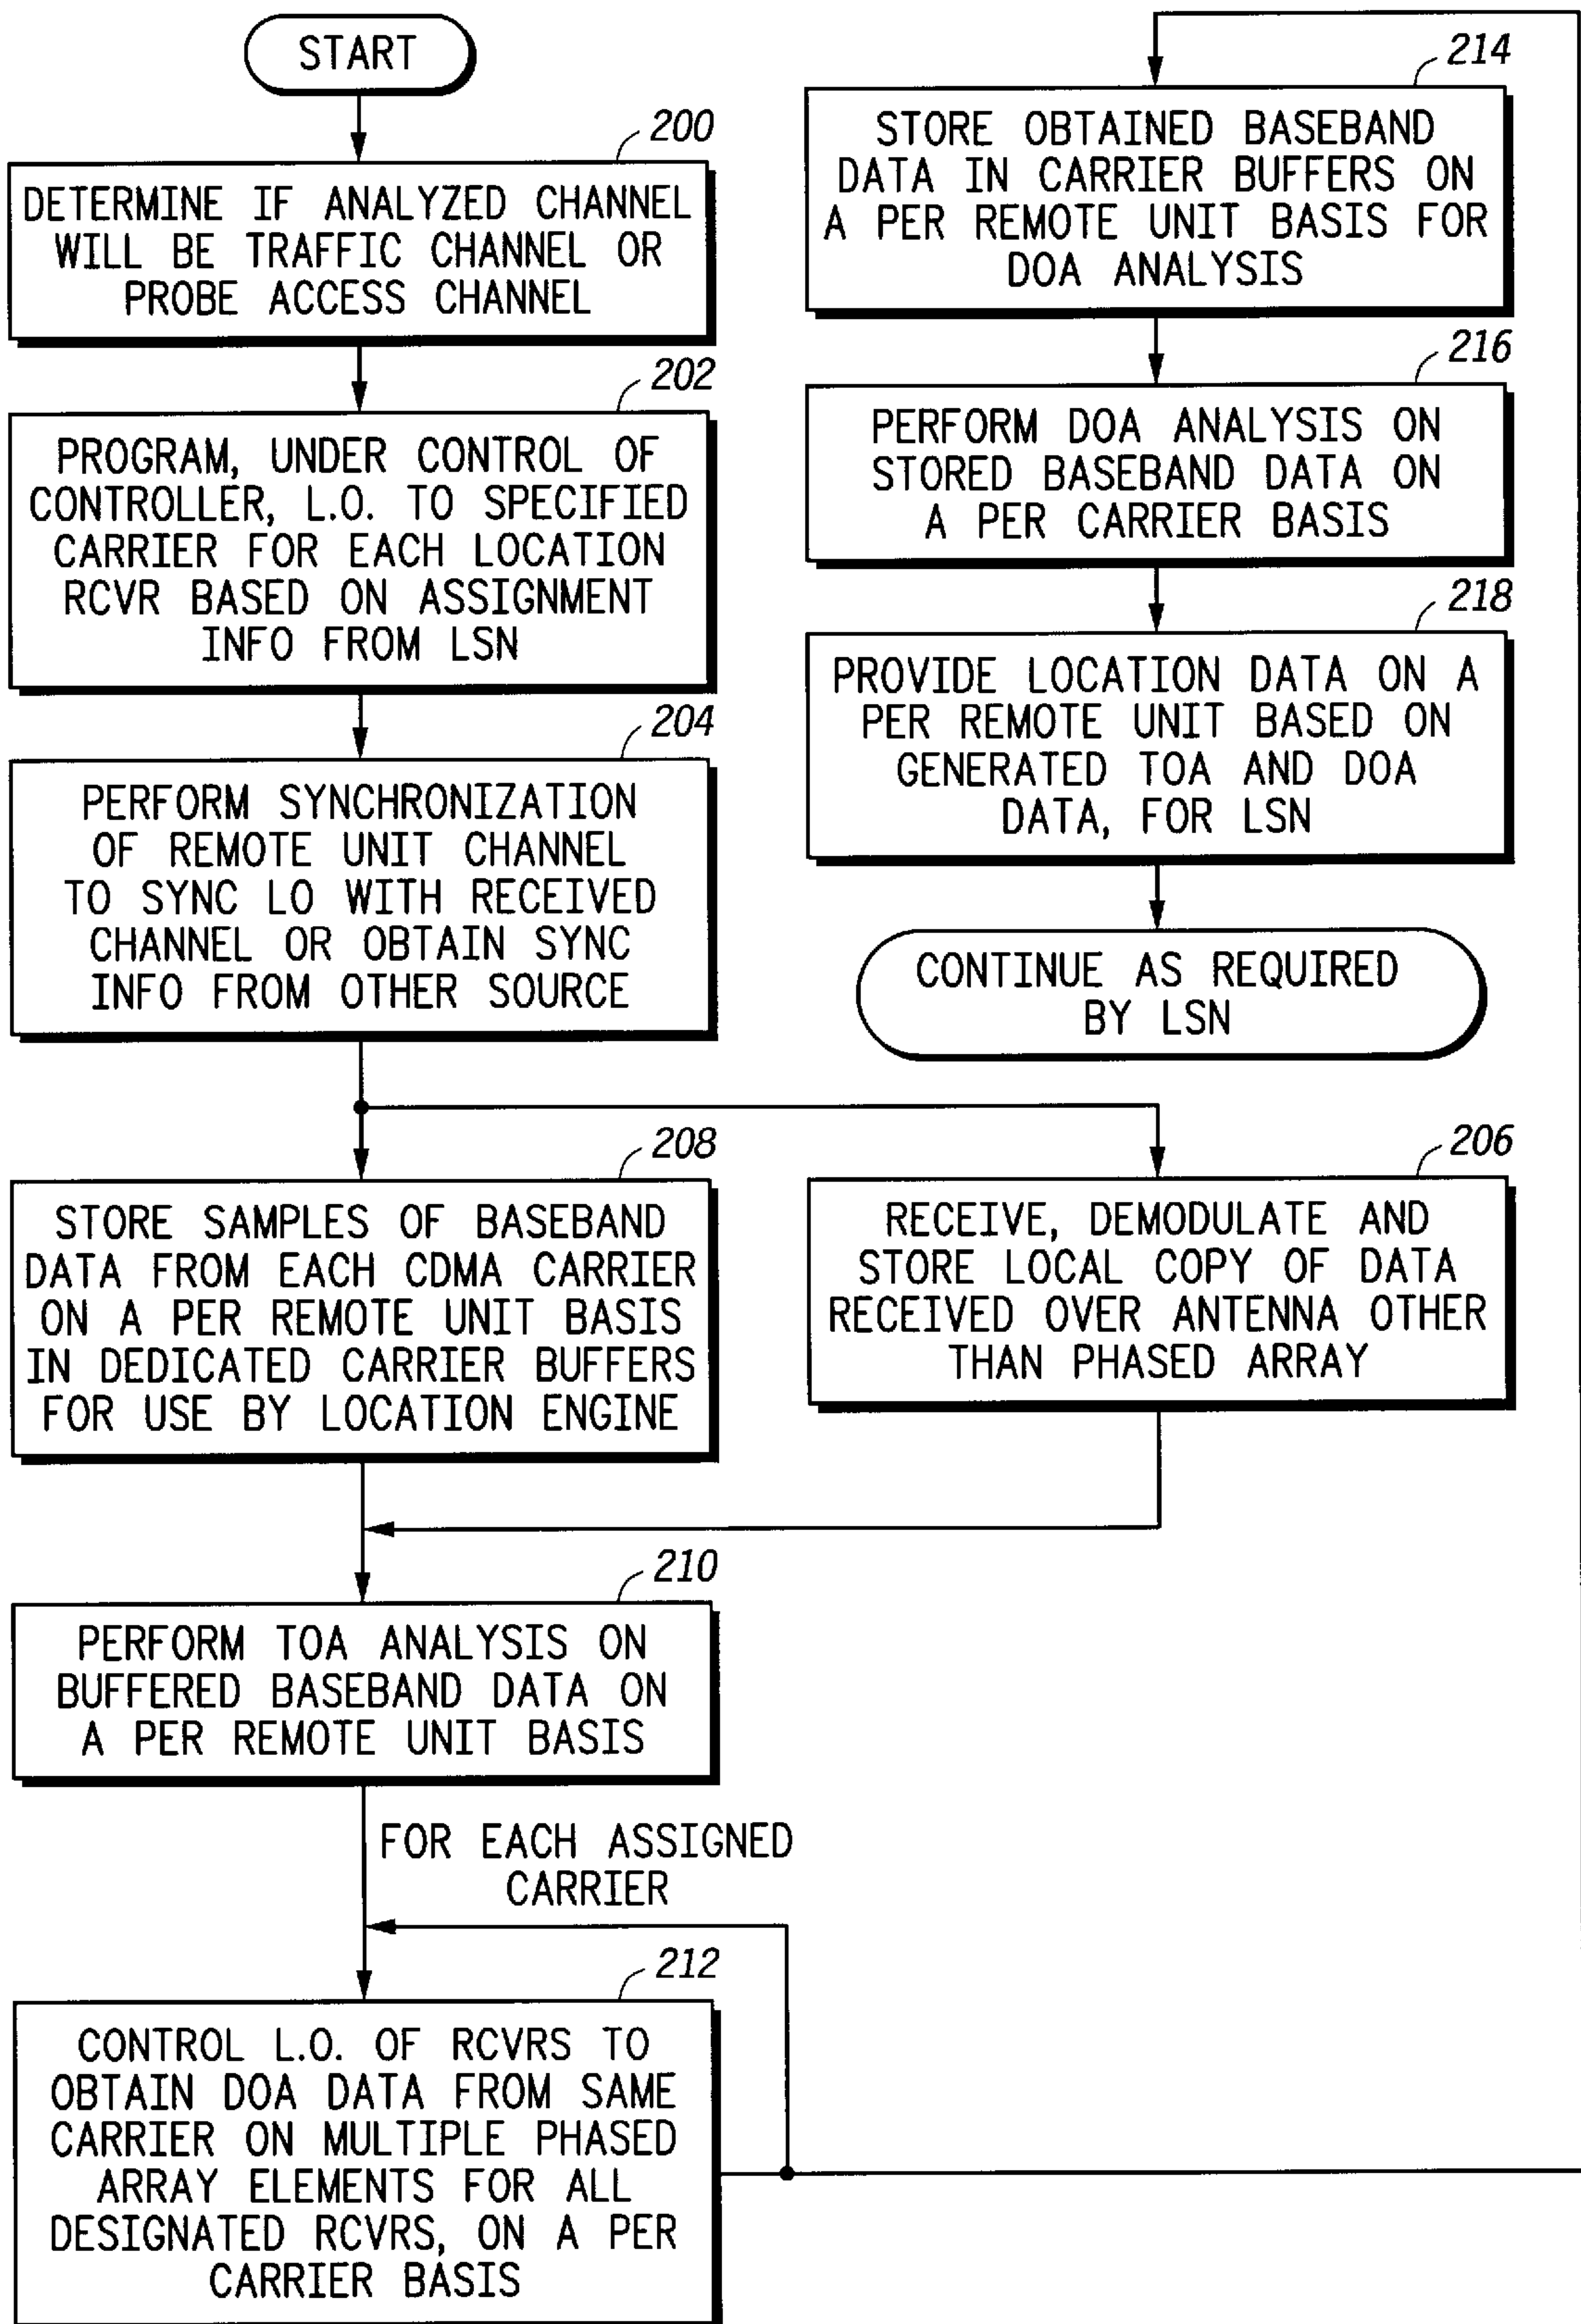 START
200
DETERMINE IF ANALYZED CHANNEL
WILL BE TRAFFIC CHANNEL OR
PROBE ACCESS CHANNEL
202
PROGRAM, UNDER CONTROL OF
CONTROLLER, L.O. TO SPECIFIED
CARRIER FOR EACH LOCATION
RCVR BASED ON ASSIGNMENT
INFO FROM LSN
204
PERFORM SYNCHRONIZATION
OF REMOTE UNIT CHANNEL
TO SYNC LO WITH RECEIVED
CHANNEL OR OBTAIN SYNC
INFO FROM OTHER SOURCE
208
STORE SAMPLES OF BASEBAND
DATA FROM EACH CDMA CARRIER
ON A PER REMOTE UNIT BASIS
IN DEDICATED CARRIER BUFFERS
FOR USE BY LOCATION ENGINE
206
RECEIVE, DEMODULATE AND
STORE LOCAL COPY OF DATA
RECEIVED OVER ANTENNA OTHER
THAN PHASED ARRAY
210
PERFORM TOA ANALYSIS ON
BUFFERED BASEBAND DATA ON
A PER REMOTE UNIT BASIS
FOR EACH ASSIGNED
CARRIER
212
CONTROL L.O. OF RCVRS TO
OBTAIN DOA DATA FROM SAME
CARRIER ON MULTIPLE PHASED
ARRAY ELEMENTS FOR ALL
DESIGNATED RCVRS, ON A PER
CARRIER BASIS
214
STORE OBTAINED BASEBAND
DATA IN CARRIER BUFFERS ON
A PER REMOTE UNIT BASIS FOR
DOA ANALYSIS
216
PERFORM DOA ANALYSIS ON
STORED BASEBAND DATA ON
A PER CARRIER BASIS
218
PROVIDE LOCATION DATA ON A
PER REMOTE UNIT BASED ON
GENERATED TOA AND DOA
DATA, FOR LSN
CONTINUE AS REQUIRED
BY LSN